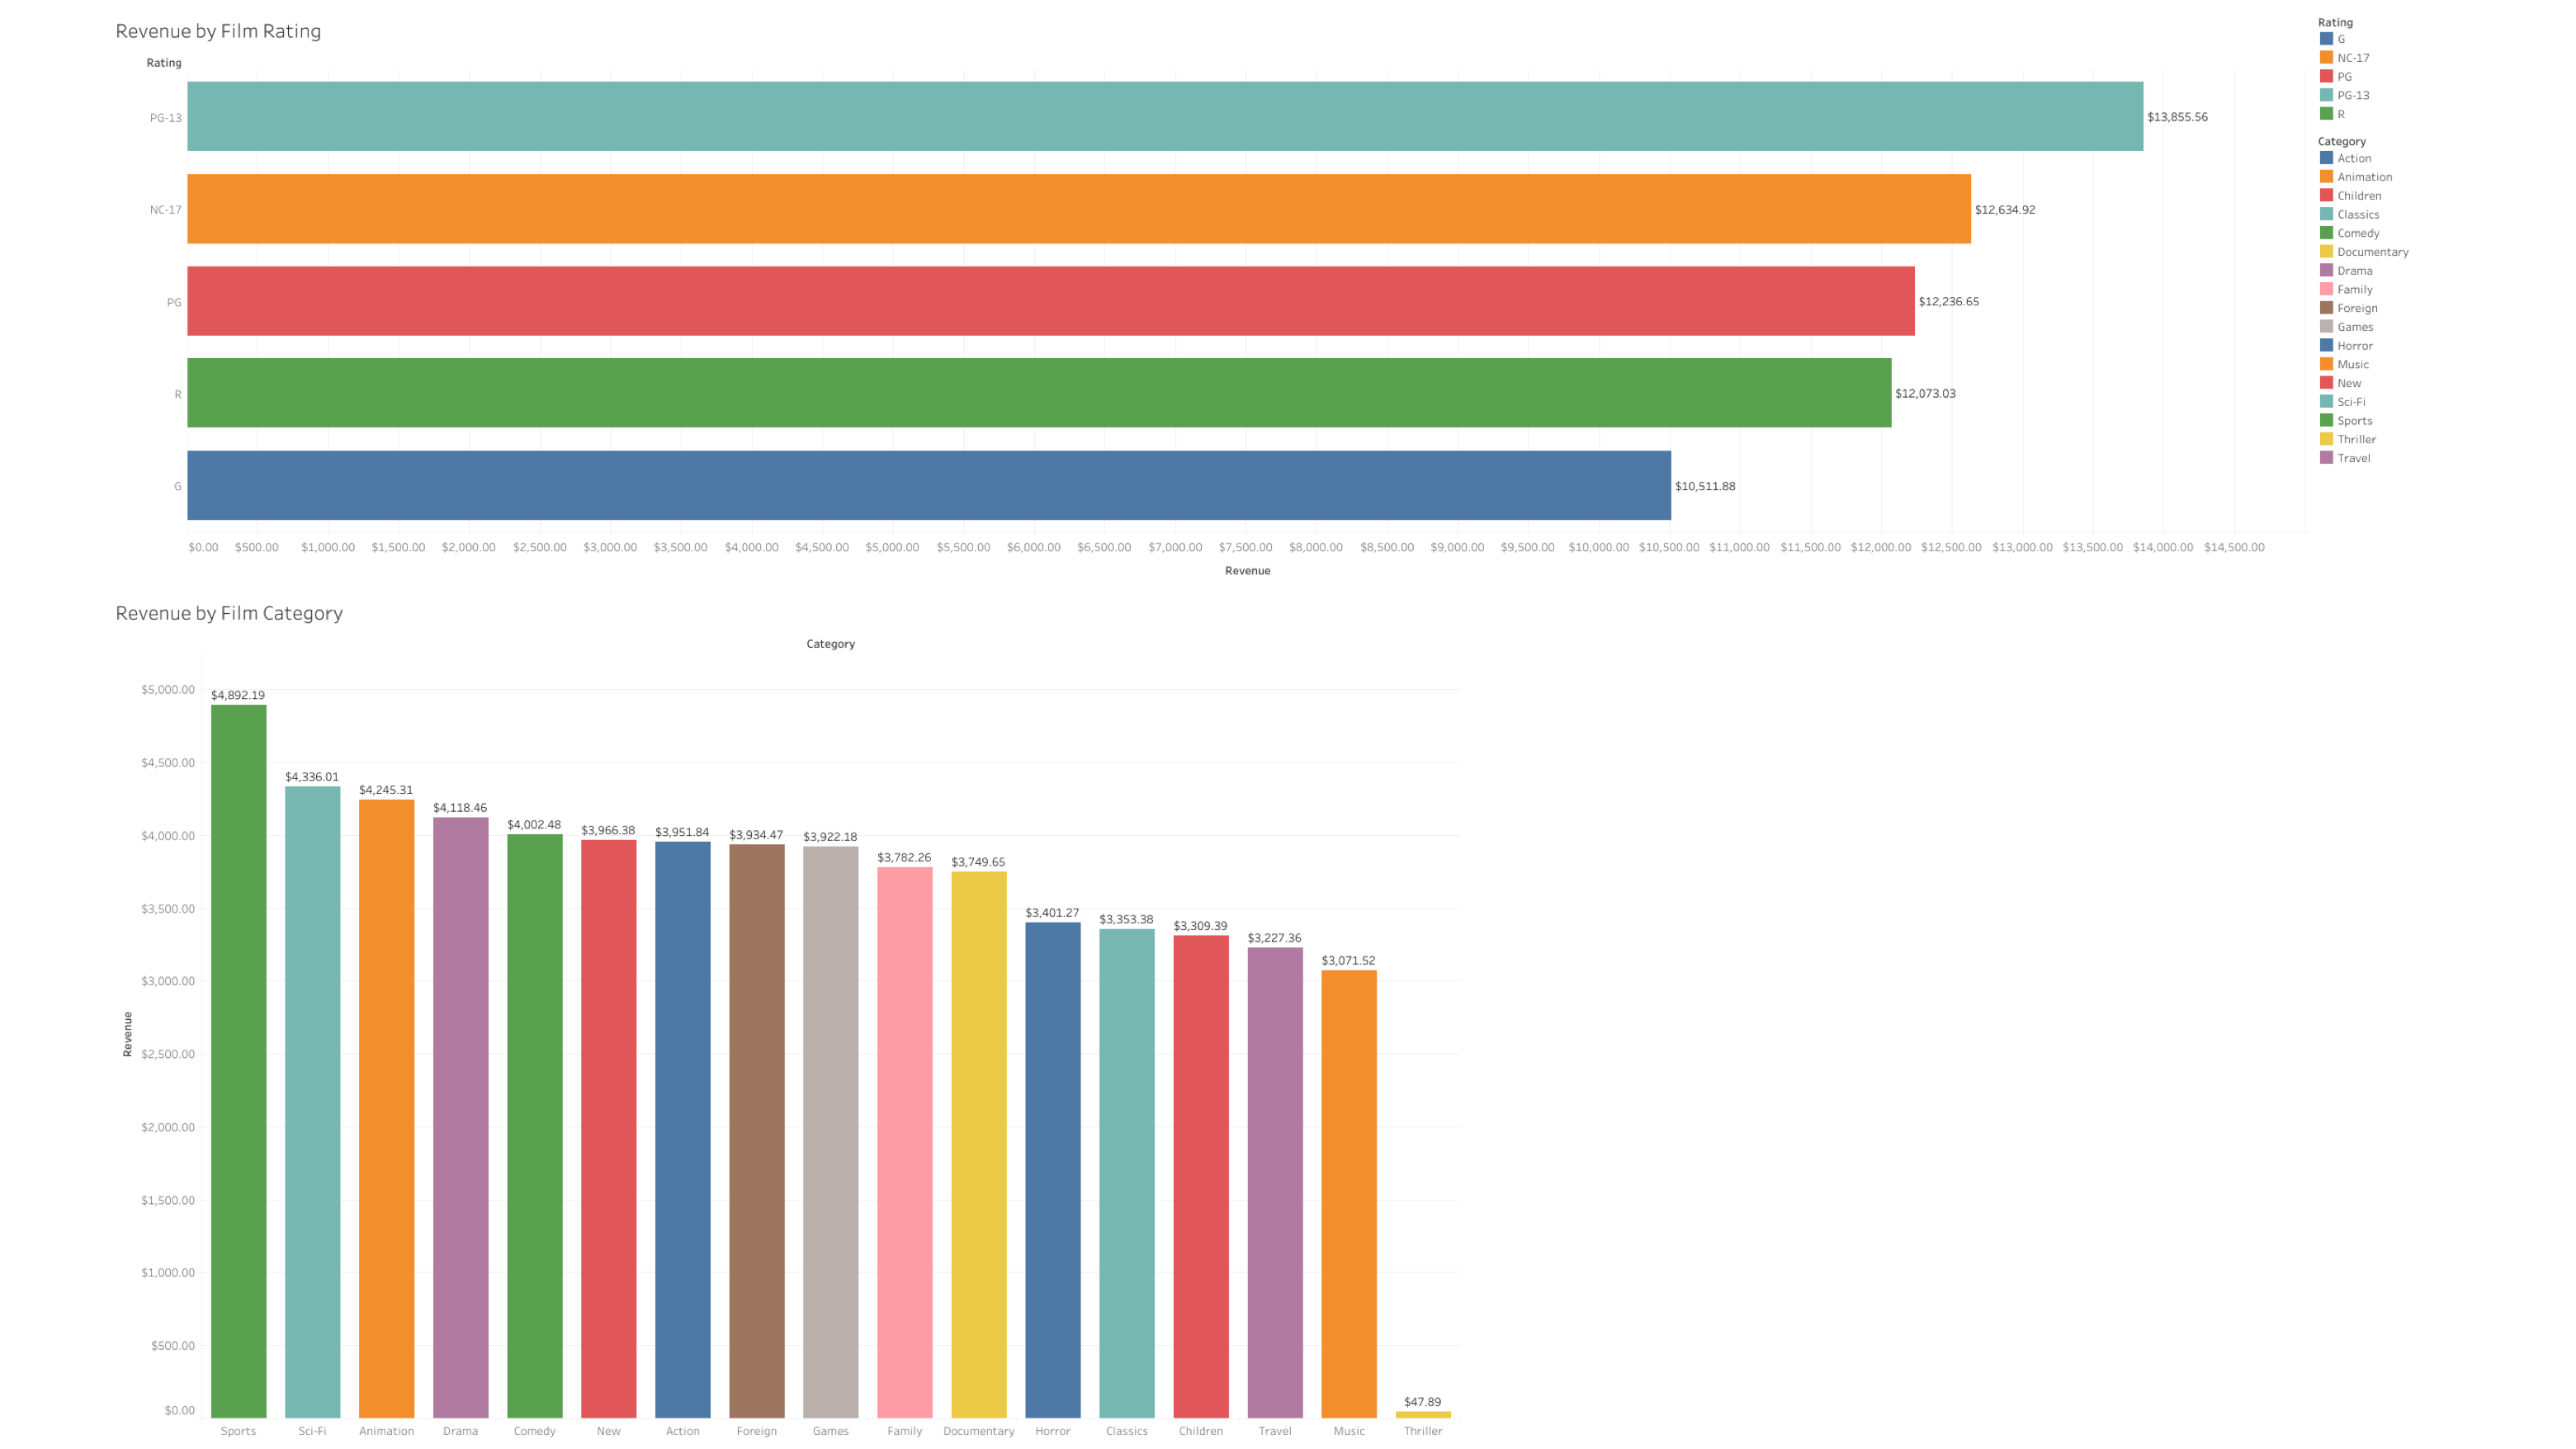 Revenue by Film Rating
Rating
PG-13
$13,855.56
NC-17
$12,634.92
PG
$12,236.65
R
$12,073.03
G
$10,511.88
$0.00 $500.00 $1,000.00 $1,500.00 $2,000.00 $2,500.00 $3,000.00 $3,500.00 $4,000.00 $4,500.00 $5,000.00 $5,500.00 $6,000.00 $6,500.00 $7,000.00 $7,500.00 $8,000.00 $8,500.00 $9,000.00 $9,500.00 $10,000.00 $10,500.00 $11,000.00 $11,500.00 $12,000.00 $12,500.00 $13,000.00 $13,500.00 $14,000.00 $14,500.00
Revenue
Rating
G
NC-17
PG
PG-13
R
Category
Action
Animation
Children
Classics
Comedy
Documentary
Drama
Family
Foreign
Games
Horror
Music
New
Sci-Fi
Sports
Thriller
Travel
Revenue by Film Category
Category
Revenue
$5,000.00
$4,500.00
$4,000.00
$3,500.00
$3,000.00
$2,500.00
$2,000.00
$1,500.00
$1,000.00
$500.00
$0.00
$4,892.19
$4,336.01
$4,245.31
$4,118.46
$4,002.48
$3,966.38
$3,951.84
$3,934.47
$3,922.18
$3,782.26
$3,749.65
$3,401.27
$3,353.38
$3,309.39
$3,227.36
$3,071.52
$47.89
Sports Sci-Fi Animation Drama Comedy New Action Foreign Games Family Documentary Horror Classics Children Travel Music Thriller